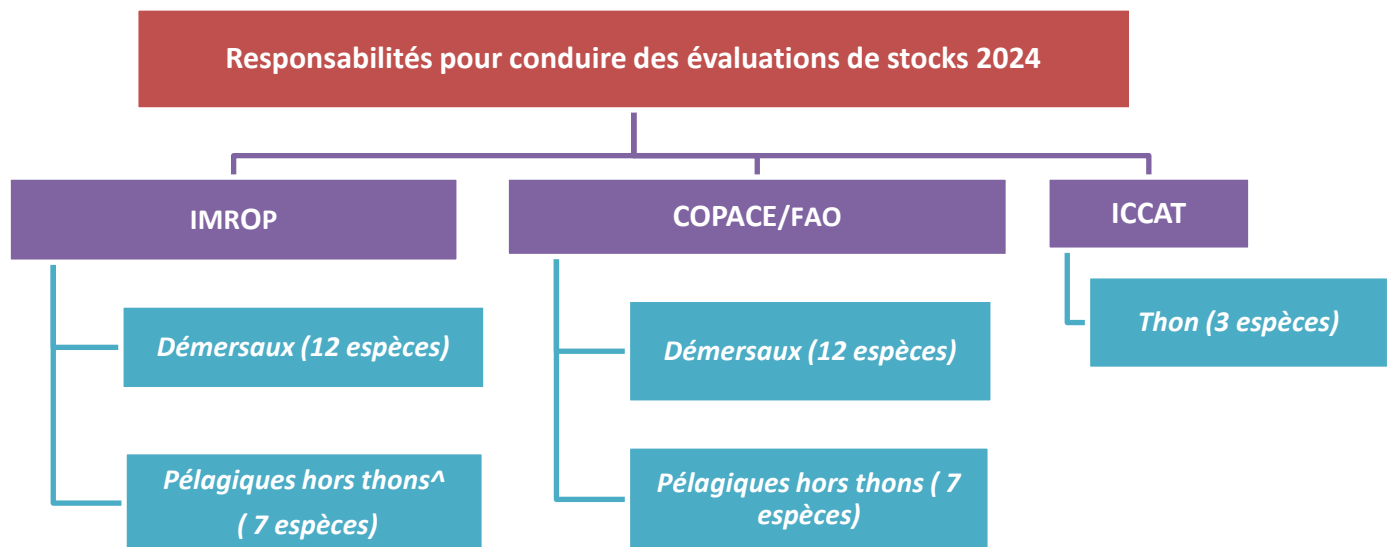 Responsabilités pour conduire des évaluations de stocks 2024
IMROP
COPACE/FAO
ICCAT
Démersaux (12 espèces)
Pélagiques hors thons^
( 7 espèces)
Démersaux (12 espèces)
Pélagiques hors thons ( 7
espèces)
Thon (3 espèces)